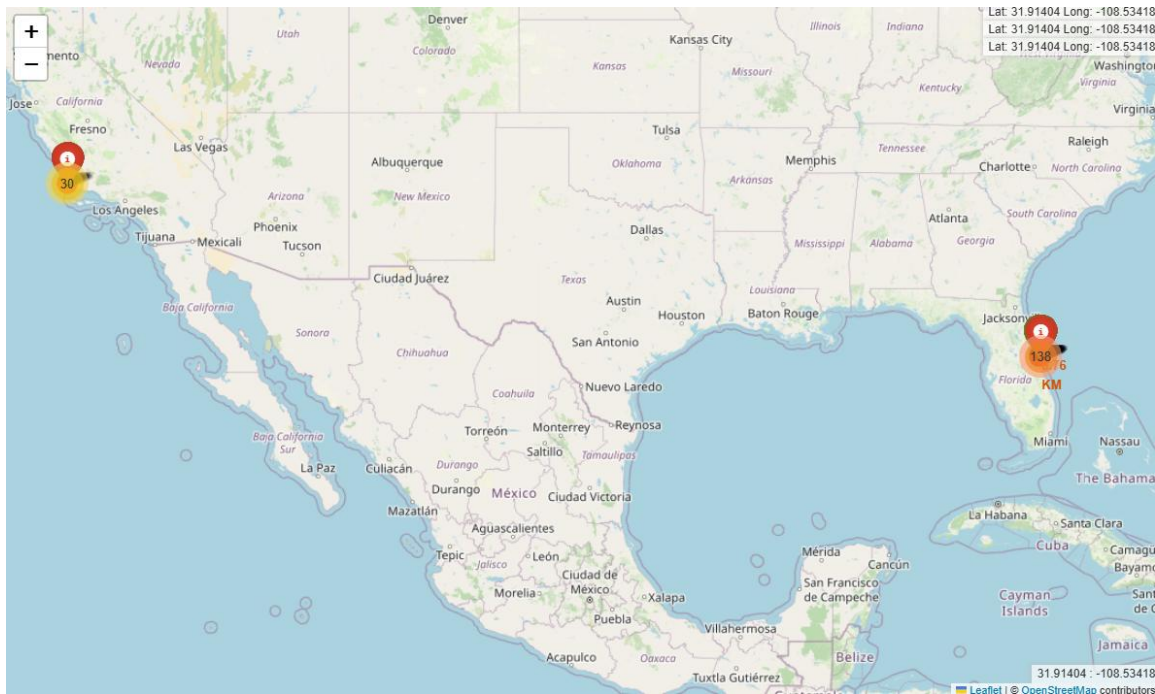 +
−
Lat: 31.91404 Long: -108.53418
Lat: 31.91404 Long: -108.53418
Lat: 31.91404 Long: -108.53418
Denver
Utah
Colorado
Nevada
Kansas City
Kansas
Missouri
Illinois
Indiana
Kentucky
Washington
Virginia
Virginia
Jose
California
Fresno
Las Vegas
Tulsa
Raleigh
Albuquerque
Oklahoma
Memphis
Tennessee
Charlotte
North Carolina
i
30
Arizona
New Mexico
Arkansas
Los Angeles
Phoenix
Atlanta
South Carolina
Tijuana
Mexicali
Tucson
Dallas
Mississippi
Alabama
Georgia
Ciudad Juárez
Texas
Louisiana
Baja California
Austin
Houston
Baton Rouge
Sonora
San Antonio
i
138
KM
Chihuahua
Florida
Coahuila
Nuevo Laredo
Torreón
Monterrey
Reynosa
Miami
Nassau
Baja California
Sur
Saltillo
Tamaulipas
La Paz
Culiacán
Durango
The Bahama
Durango
México
Ciudad Victoria
Mazatlán
La Habana
Santa Clara
Aguascalientes
Cuba
Camagü
Tepic
León
Mérida
Cancún
Bayamo
Jalisco
Ciudad de
México
San Francisco
de Campeche
Cayman
Islands
Morelia
Xalapa
Puebla
Villahermosa
Jamaica
Belize
Acapulco
Oaxaca
Tuxtla Gutiérrez
31.91404 : -108.53418
Leaflet | © OpenStreetMap contributors